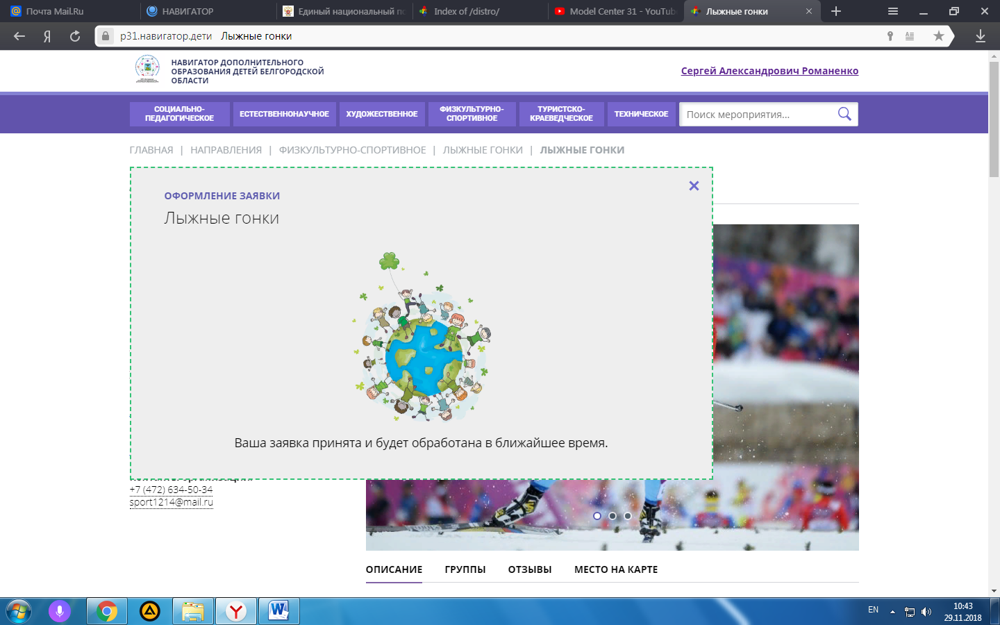 Почта Mail.Ru
НАВИГАТОР
Единый национальный по
Index of /distro/
Model Center 31 - YouTube
Лыжные гонки
Я
р31.навигатор.дети Лыжные гонки
НАВИГАТОР ДОПОЛНИТЕЛЬНОГО
ОБРАЗОВАНИЯ ДЕТЕЙ БЕЛГОРОДСКОЙ
ОБЛАСТИ
Сергей Александрович Романенко
СОЦИАЛЬНО-
ПЕДАГОГИЧЕСКОЕ
ЕСТЕСТВЕННОНАУЧНОЕ
ХУДОЖЕСТВЕННОЕ
ФИЗКУЛЬТУРНО-
СПОРТИВНОЕ
ТУРИСТСКО-
КРАЕВЕДЧЕСКОЕ
ТЕХНИЧЕСКОЕ
Поиск мероприятия...
ГЛАВНАЯ | НАПРАВЛЕНИЯ | ФИЗКУЛЬТУРНО-СПОРТИВНОЕ | ЛЫЖНЫЕ ГОНКИ | ЛЫЖНЫЕ ГОНКИ
ОФОРМЛЕНИЕ ЗАЯВКИ
Лыжные гонки
Ваша заявка принята и будет обработана в ближайшее время.
+7 (472) 634-50-34
sport1214@mail.ru
ОПИСАНИЕ
ГРУППЫ
ОТЗЫВЫ
МЕСТО НА КАРТЕ
EN
10:43
29.11.2018